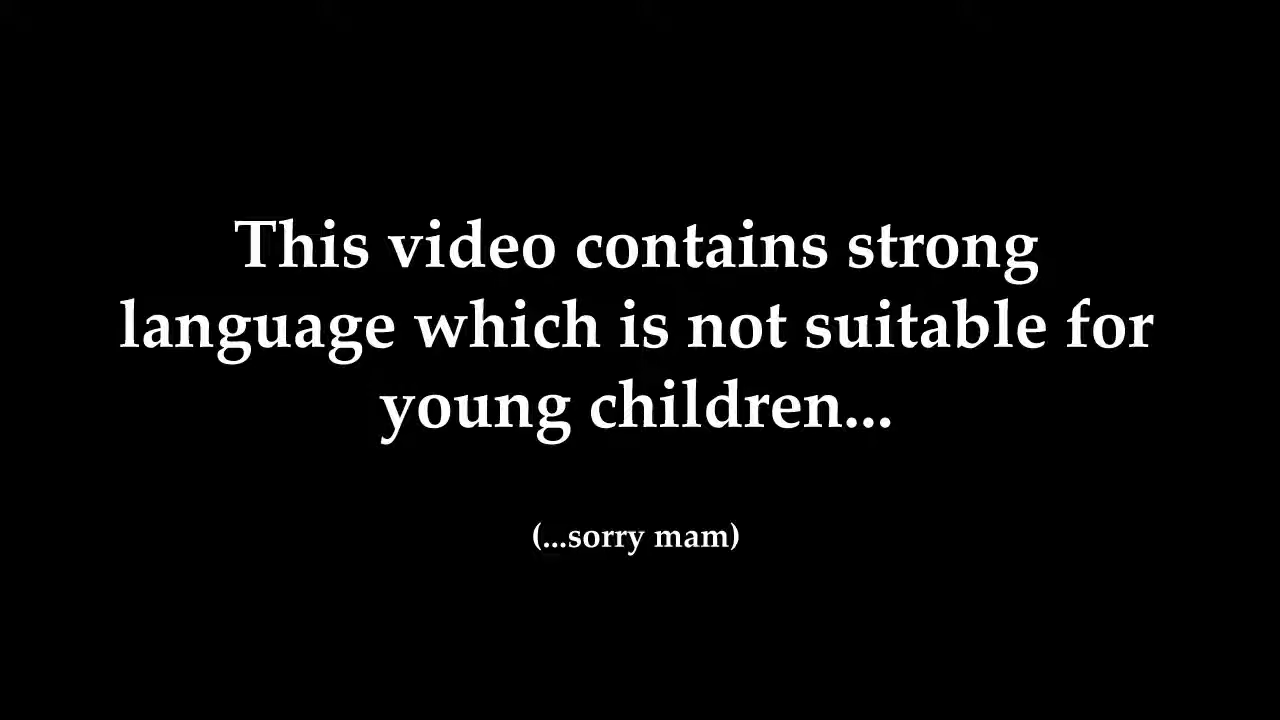 This video contains strong
language which is not suitable for
young children...
(...sorry mam)